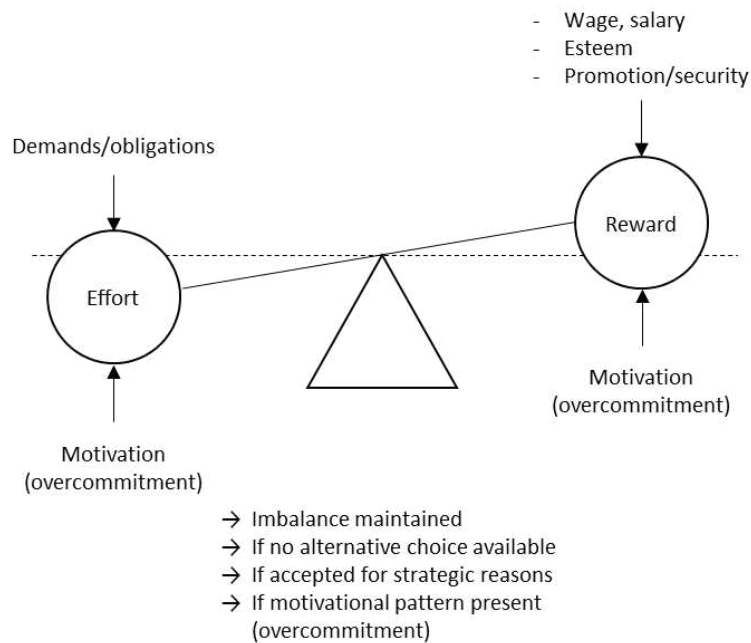 - Wage, salary
- Esteem
- Promotion/security
Demands/obligations
Reward
Effort
Motivation
(overcommitment)
Motivation
(overcommitment)
→ Imbalance maintained
→ If no alternative choice available
→ If accepted for strategic reasons
→ If motivational pattern present
(overcommitment)